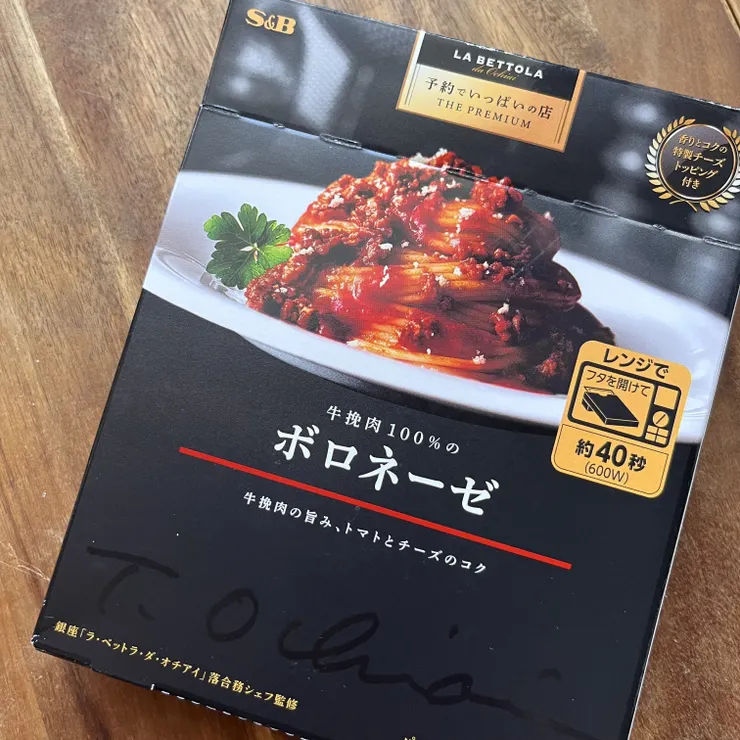 S&B
LA BETTOLA
da Ochiai
予約でいっぱいの店
THE PREMIUM
香りとコクの
特製チーズ
トッピング
付き
レンジで
フタを開けて
約40秒
(600W)
牛挽肉100%の
ボロネーゼ
牛挽肉の旨み、トマトとチーズのコク
T. Ochiai
銀座「ラ・ベットラ・ダ・オチアイ」落合務シェフ監修